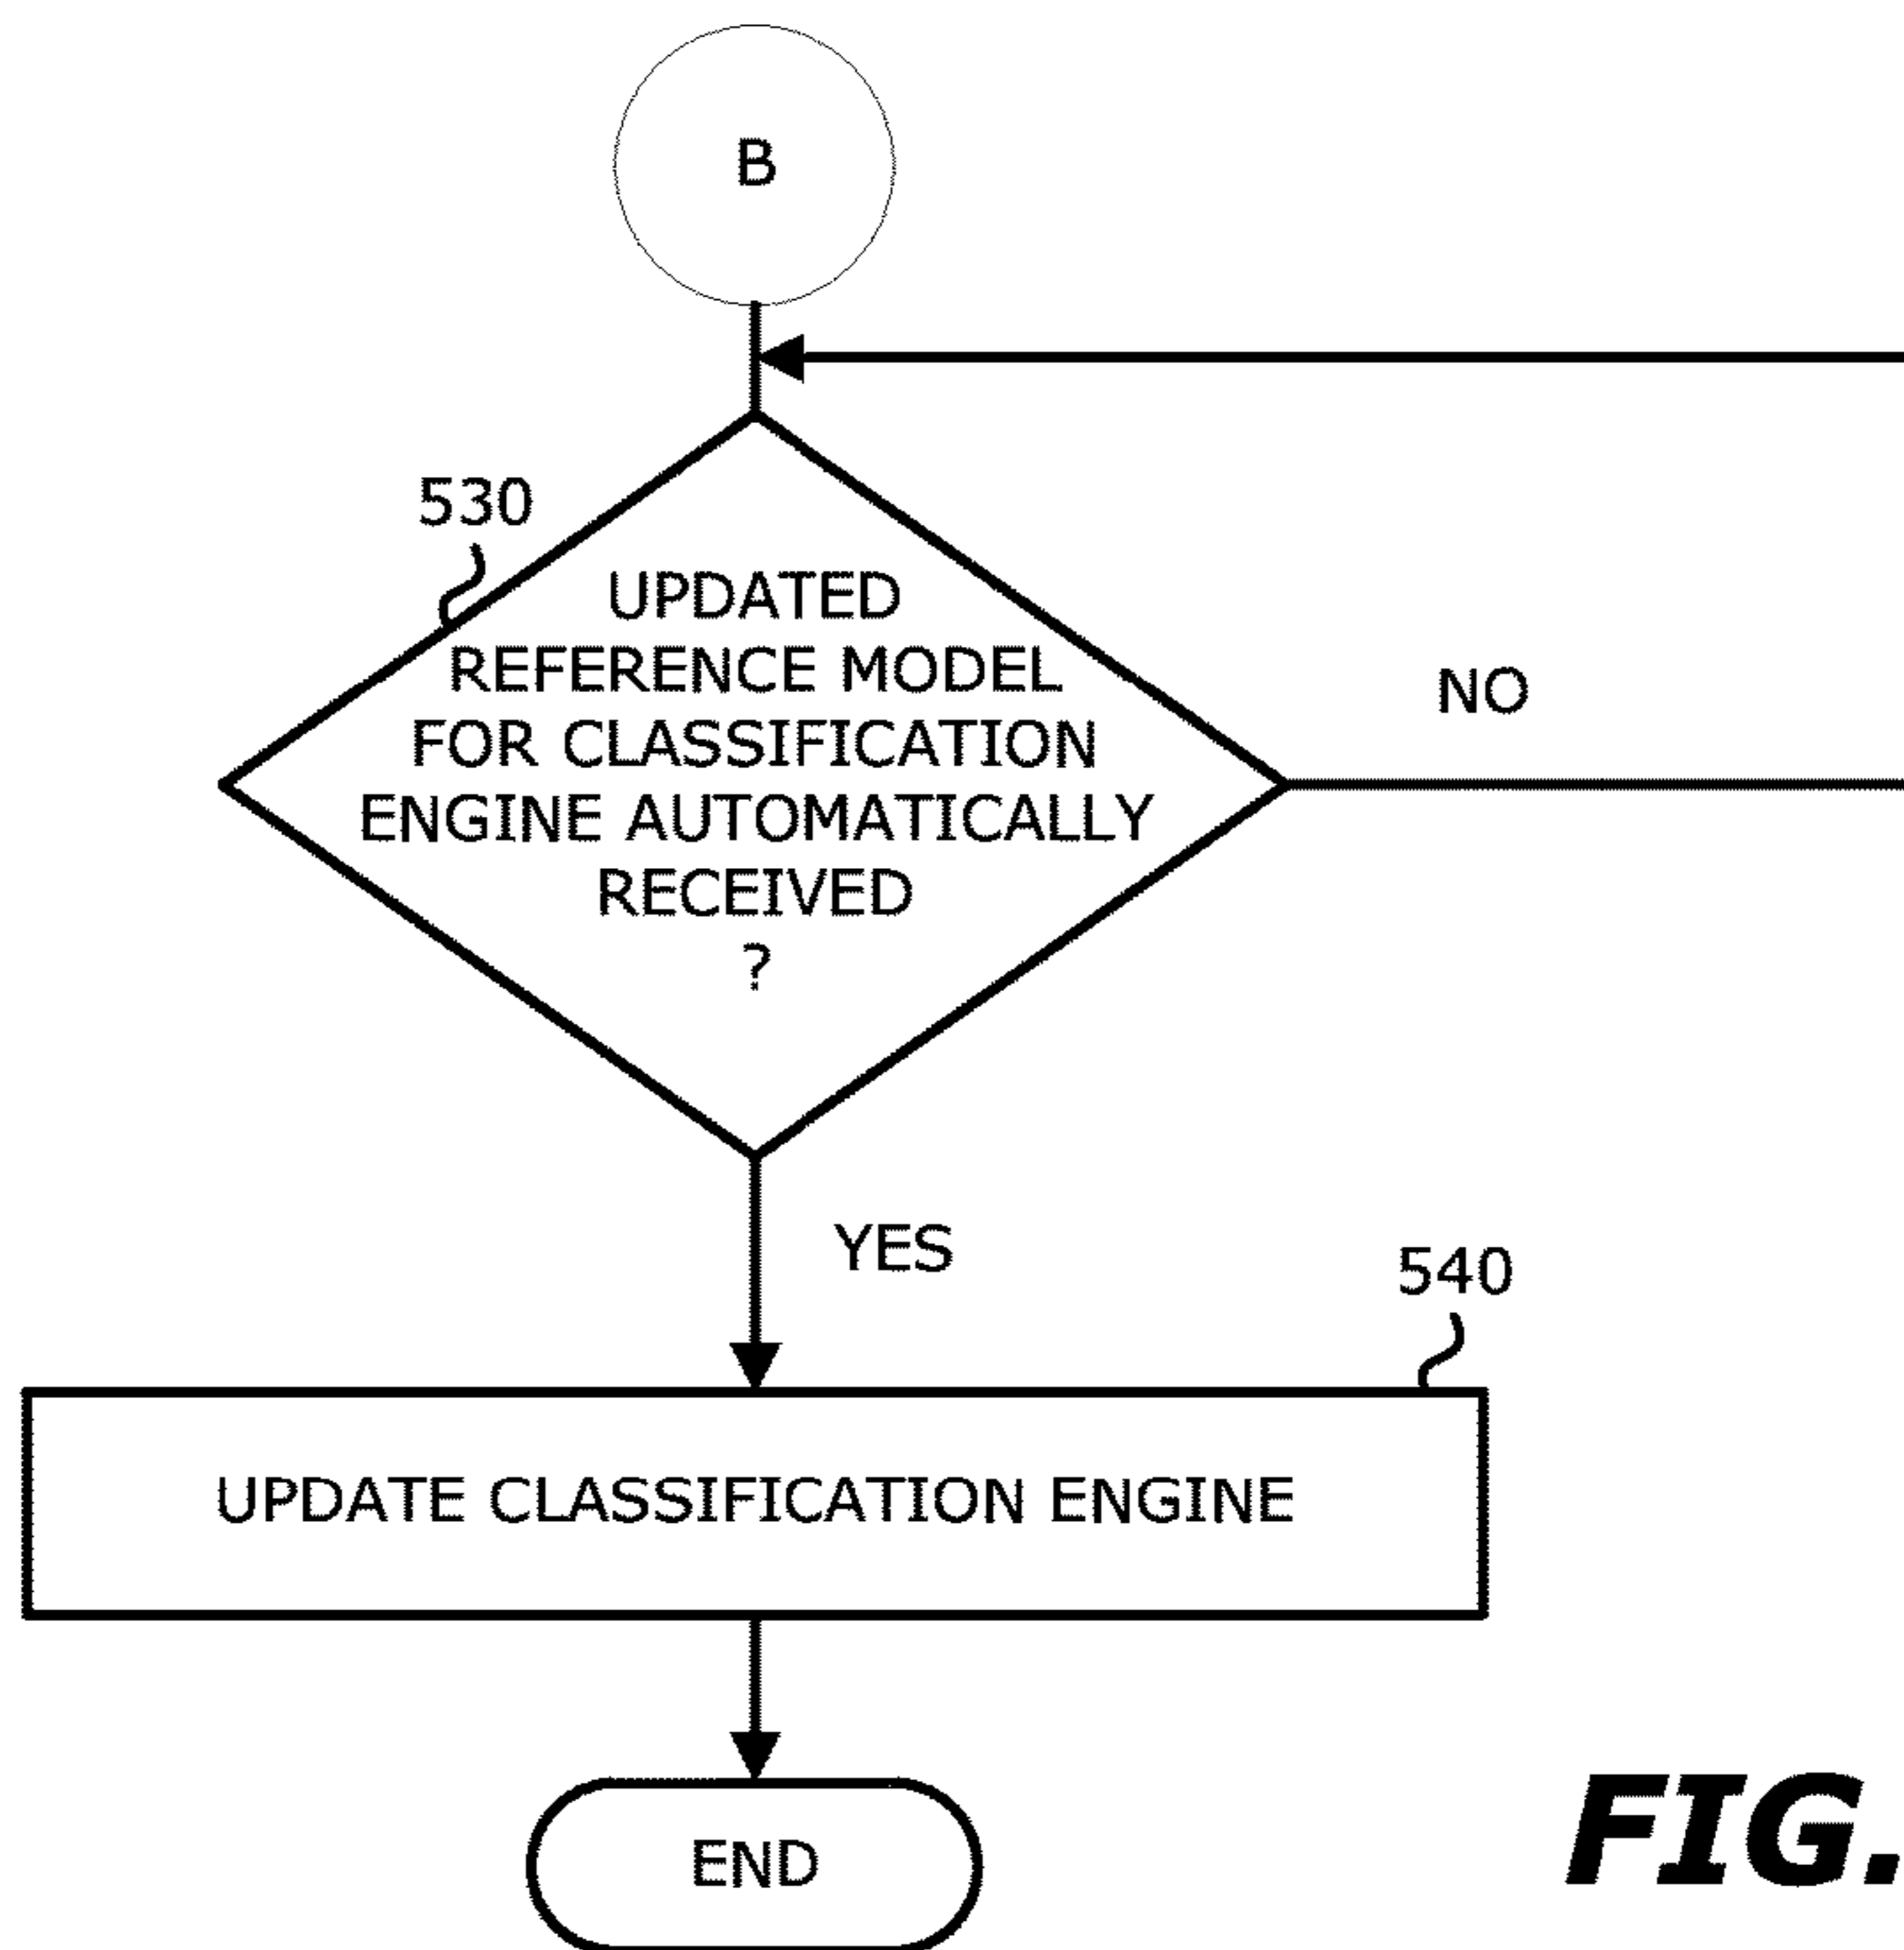 B
530
UPDATED
REFERENCE MODEL
FOR CLASSIFICATION
ENGINE AUTOMATICALLY
RECEIVED
?
NO
YES
540
UPDATE CLASSIFICATION ENGINE
END
FIG.